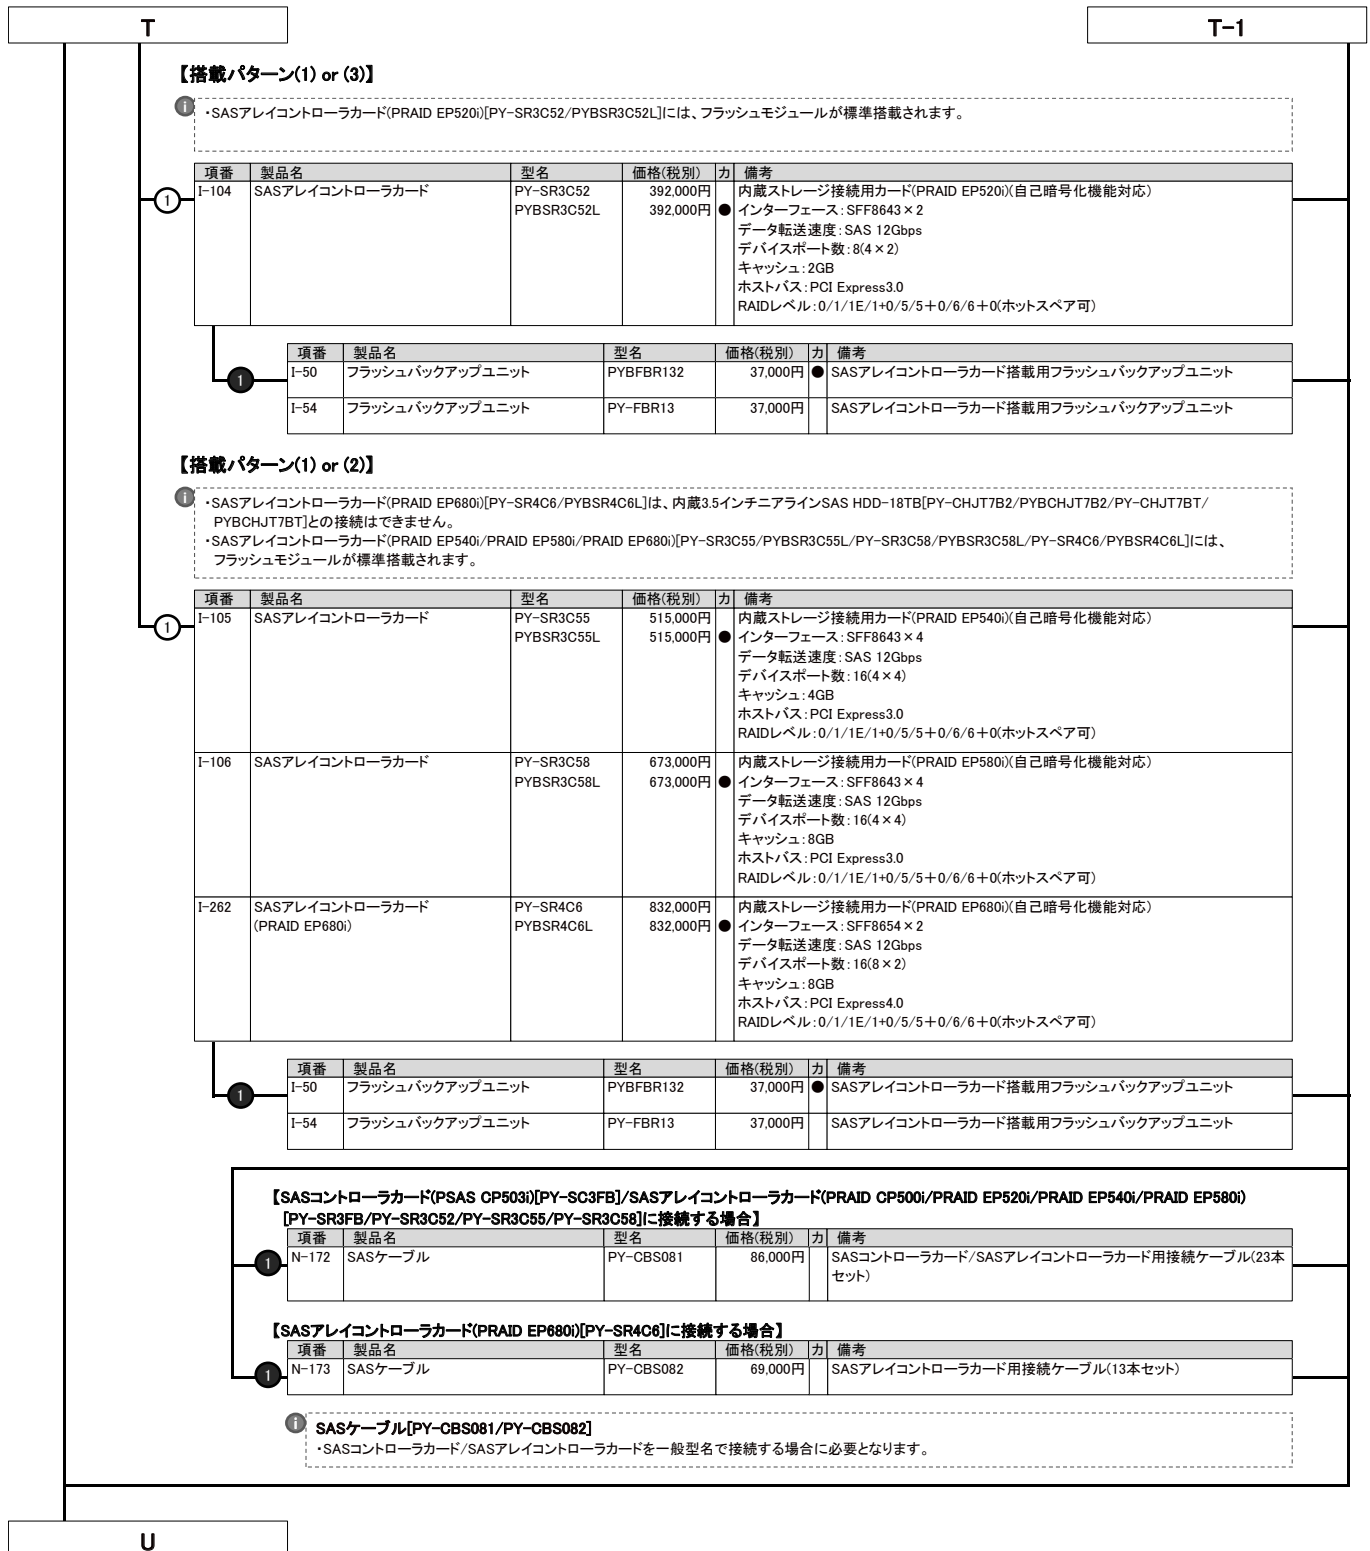 T
T-1
【搭載パターン(1) or (3)】
i
・SASアレイコントローラカード(PRAID EP520i)[PY-SR3C52/PYBSR3C52L]には、フラッシュモジュールが標準搭載されます。
項番 製品名 型名 価格(税別) カ 備考
1
I-104 SASアレイコントローラカード PY-SR3C52 392,000円 内蔵ストレージ接続用カード(PRAID EP520i)(自己暗号化機能対応)
PYBSR3C52L 392,000円 ● インターフェース:SFF8643×2
データ転送速度:SAS 12Gbps
デバイスポート数:8(4×2)
キャッシュ:2GB
ホストバス:PCI Express3.0
RAIDレベル:0/1/1E/1+0/5/5+0/6/6+0(ホットスペア可)
項番 製品名 型名 価格(税別) カ 備考
1
I-50 フラッシュバックアップユニット PYBFBR132 37,000円 ● SASアレイコントローラカード搭載用フラッシュバックアップユニット
I-54 フラッシュバックアップユニット PY-FBR13 37,000円 SASアレイコントローラカード搭載用フラッシュバックアップユニット
【搭載パターン(1) or (2)】
i
・SASアレイコントローラカード(PRAID EP680i)[PY-SR4C6/PYBSR4C6L]は、内蔵3.5インチニアラインSAS HDD-18TB[PY-CHJT7B2/PYBCHJT7B2/PY-CHJT7BT/
PYBCHJT7BT]との接続はできません。
・SASアレイコントローラカード(PRAID EP540i/PRAID EP580i/PRAID EP680i)[PY-SR3C55/PYBSR3C55L/PY-SR3C58/PYBSR3C58L/PY-SR4C6/PYBSR4C6L]には、
フラッシュモジュールが標準搭載されます。
項番 製品名 型名 価格(税別) カ 備考
1
I-105 SASアレイコントローラカード PY-SR3C55 515,000円 内蔵ストレージ接続用カード(PRAID EP540i)(自己暗号化機能対応)
PYBSR3C55L 515,000円 ● インターフェース:SFF8643×4
データ転送速度:SAS 12Gbps
デバイスポート数:16(4×4)
キャッシュ:4GB
ホストバス:PCI Express3.0
RAIDレベル:0/1/1E/1+0/5/5+0/6/6+0(ホットスペア可)
I-106 SASアレイコントローラカード PY-SR3C58 673,000円 内蔵ストレージ接続用カード(PRAID EP580i)(自己暗号化機能対応)
PYBSR3C58L 673,000円 ● インターフェース:SFF8643×4
データ転送速度:SAS 12Gbps
デバイスポート数:16(4×4)
キャッシュ:8GB
ホストバス:PCI Express3.0
RAIDレベル:0/1/1E/1+0/5/5+0/6/6+0(ホットスペア可)
I-262 SASアレイコントローラカード PY-SR4C6 832,000円 内蔵ストレージ接続用カード(PRAID EP680i)(自己暗号化機能対応)
(PRAID EP680i) PYBSR4C6L 832,000円 ● インターフェース:SFF8654×2
データ転送速度:SAS 12Gbps
デバイスポート数:16(8×2)
キャッシュ:8GB
ホストバス:PCI Express4.0
RAIDレベル:0/1/1E/1+0/5/5+0/6/6+0(ホットスペア可)
項番 製品名 型名 価格(税別) カ 備考
1
I-50 フラッシュバックアップユニット PYBFBR132 37,000円 ● SASアレイコントローラカード搭載用フラッシュバックアップユニット
I-54 フラッシュバックアップユニット PY-FBR13 37,000円 SASアレイコントローラカード搭載用フラッシュバックアップユニット
【SASコントローラカード(PSAS CP503i)[PY-SC3FB]/SASアレイコントローラカード(PRAID CP500i/PRAID EP520i/PRAID EP540i/PRAID EP580i)
[PY-SR3FB/PY-SR3C52/PY-SR3C55/PY-SR3C58]に接続する場合】
項番 製品名 型名 価格(税別) カ 備考
1
N-172 SASケーブル PY-CBS081 86,000円 SASコントローラカード/SASアレイコントローラカード用接続ケーブル(23本
セット)
【SASアレイコントローラカード(PRAID EP680i)[PY-SR4C6]に接続する場合】
項番 製品名 型名 価格(税別) カ 備考
1
N-173 SASケーブル PY-CBS082 69,000円 SASアレイコントローラカード用接続ケーブル(13本セット)
i
SASケーブル[PY-CBS081/PY-CBS082]
・SASコントローラカード/SASアレイコントローラカードを一般型名で接続する場合に必要となります。
U